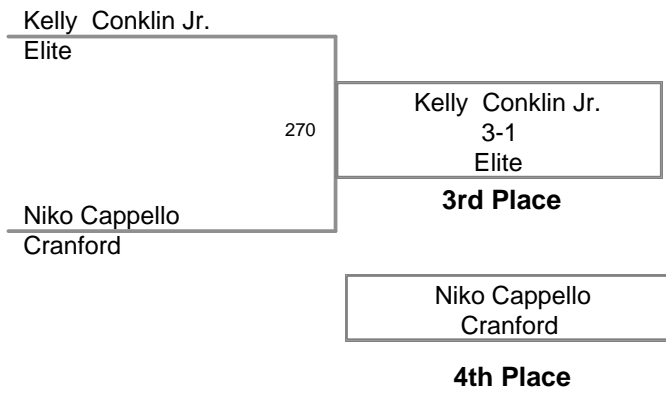 Kelly Conklin Jr.
Elite
270
Kelly Conklin Jr.
3-1
Elite
3rd Place
Niko Cappello
Cranford
Niko Cappello
Cranford
4th Place